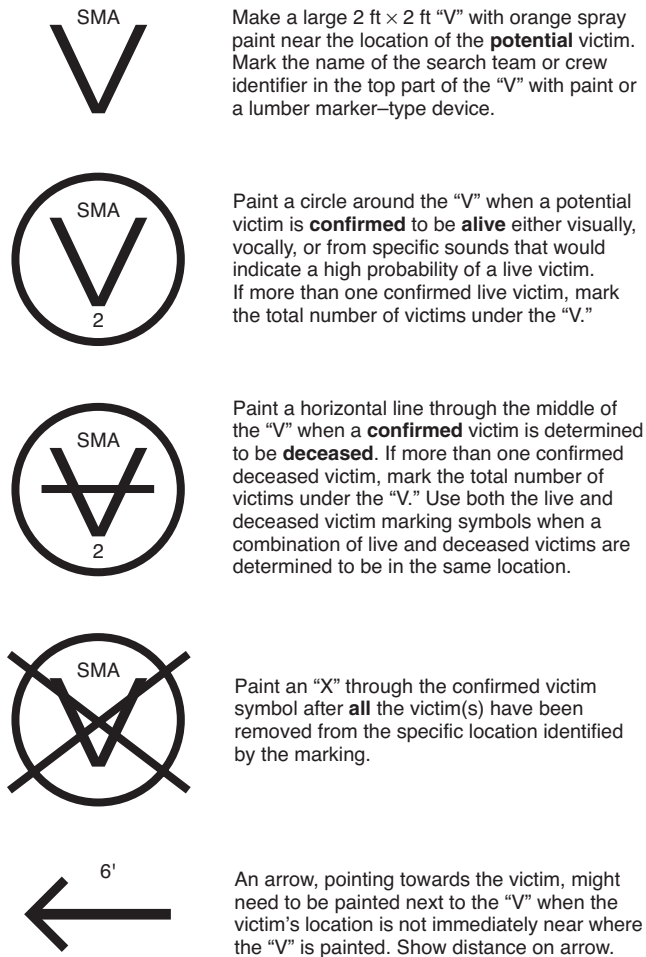 SMA
Make a large 2 ft × 2 ft “V” with orange spray
paint near the location of the potential victim.
Mark the name of the search team or crew
identifier in the top part of the “V” with paint or
a lumber marker–type device.
SMA
2
Paint a circle around the “V” when a potential
victim is confirmed to be alive either visually,
vocally, or from specific sounds that would
indicate a high probability of a live victim.
If more than one confirmed live victim, mark
the total number of victims under the “V.”
SMA
2
Paint a horizontal line through the middle of
the “V” when a confirmed victim is determined
to be deceased. If more than one confirmed
deceased victim, mark the total number of
victims under the “V.” Use both the live and
deceased victim marking symbols when a
combination of live and deceased victims are
determined to be in the same location.
SMA
Paint an “X” through the confirmed victim
symbol after all the victim(s) have been
removed from the specific location identified
by the marking.
6'
An arrow, pointing towards the victim, might
need to be painted next to the “V” when the
victim’s location is not immediately near where
the “V” is painted. Show distance on arrow.